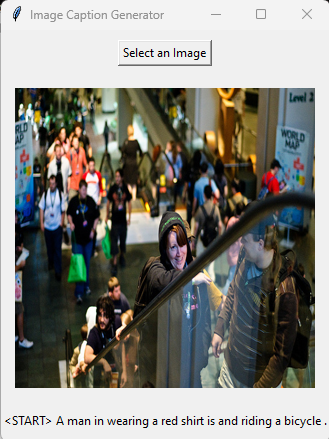 Image Caption Generator
Select an Image
Level 2
WORLD
MAP
WORLD
MAP
<START> A man in wearing a red shirt is and riding a bicycle .